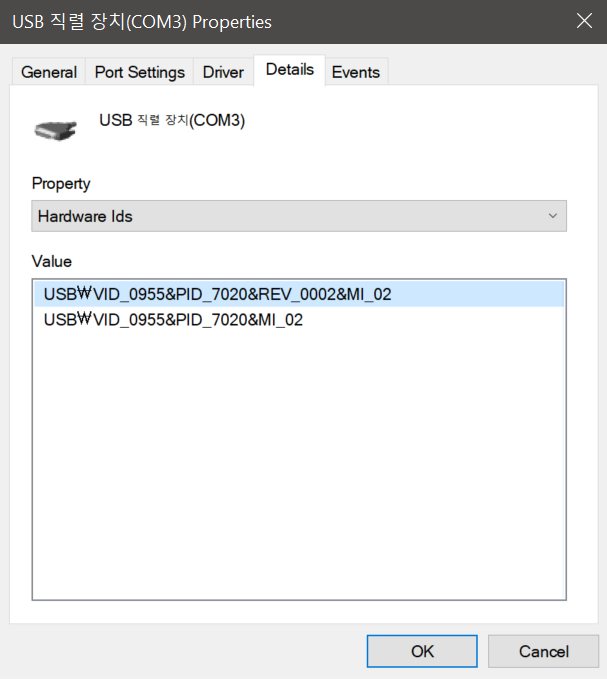 USB 직렬 장치(COM3) Properties
General Port Settings Driver Details Events
USB 직렬 장치(COM3)
Property
Hardware Ids
Value
USB₩VID_0955&PID_7020&REV_0002&MI_02
USB₩VID_0955&PID_7020&MI_02
OK Cancel